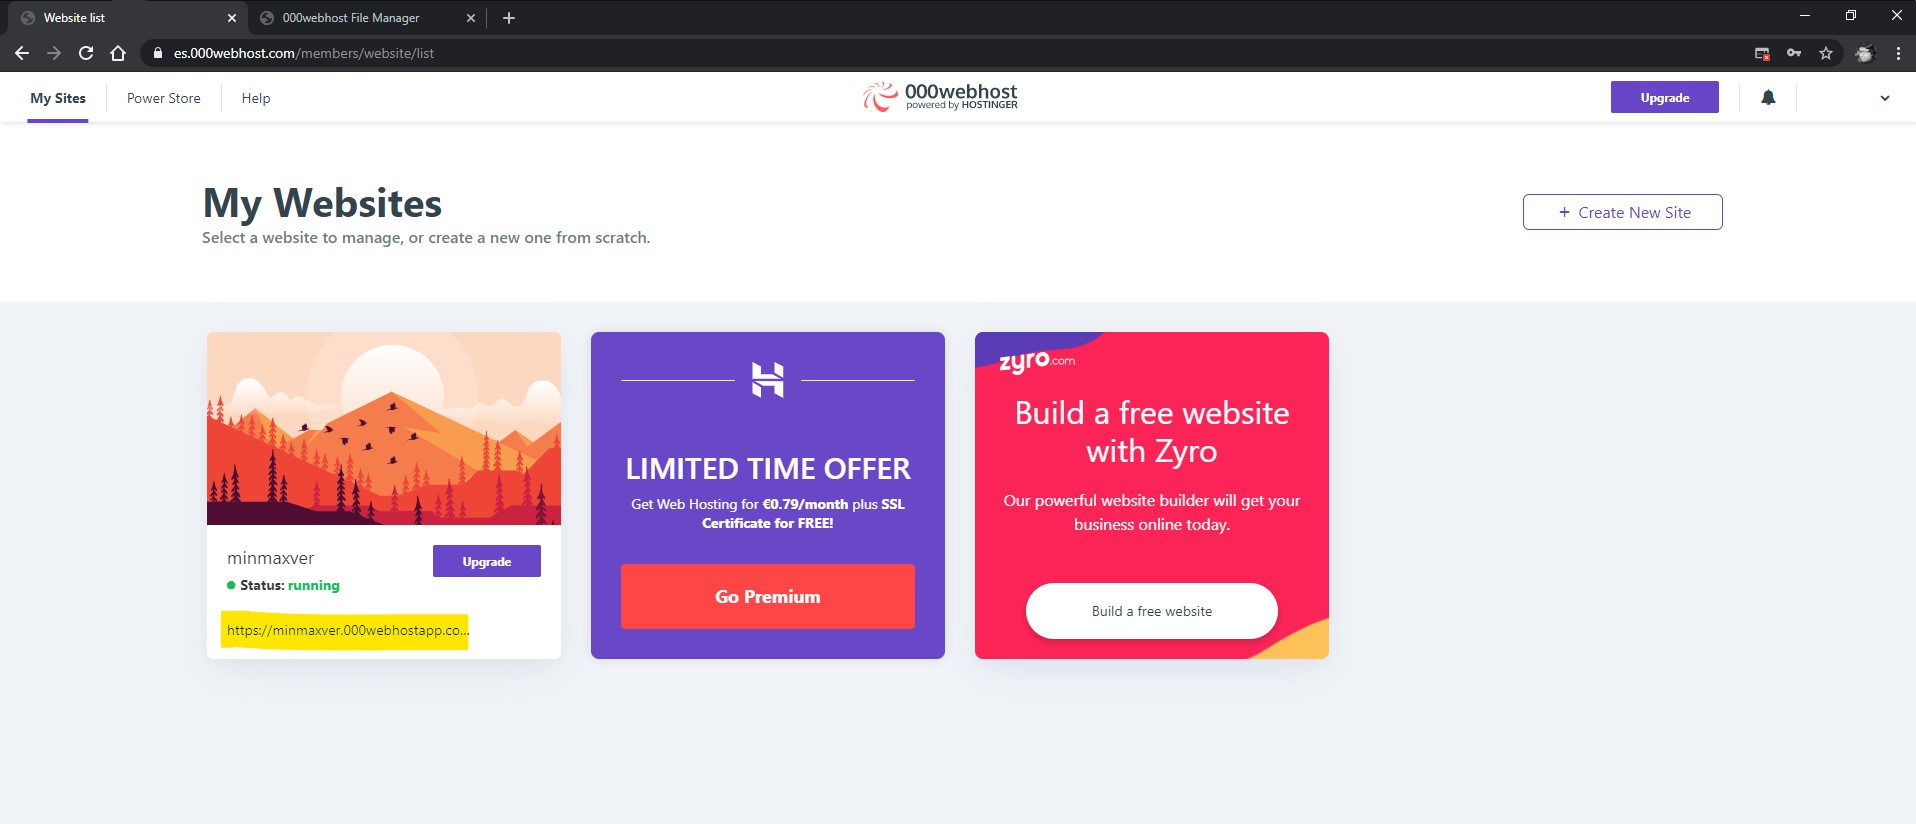 Website list
000webhost File Manager
es.000webhost.com/members/website/list
My Sites
Power Store
Help
000webhost
powered by HOSTINGER
Upgrade
My Websites
Select a website to manage, or create a new one from scratch.
+ Create New Site
minmaxver
Upgrade
Status: running
https://minmaxver.000webhostapp.co...
H
LIMITED TIME OFFER
Get Web Hosting for €0.79/month plus SSL
Certificate for FREE!
Go Premium
zyro.com
Build a free website
with Zyro
Our powerful website builder will get your
business online today.
Build a free website